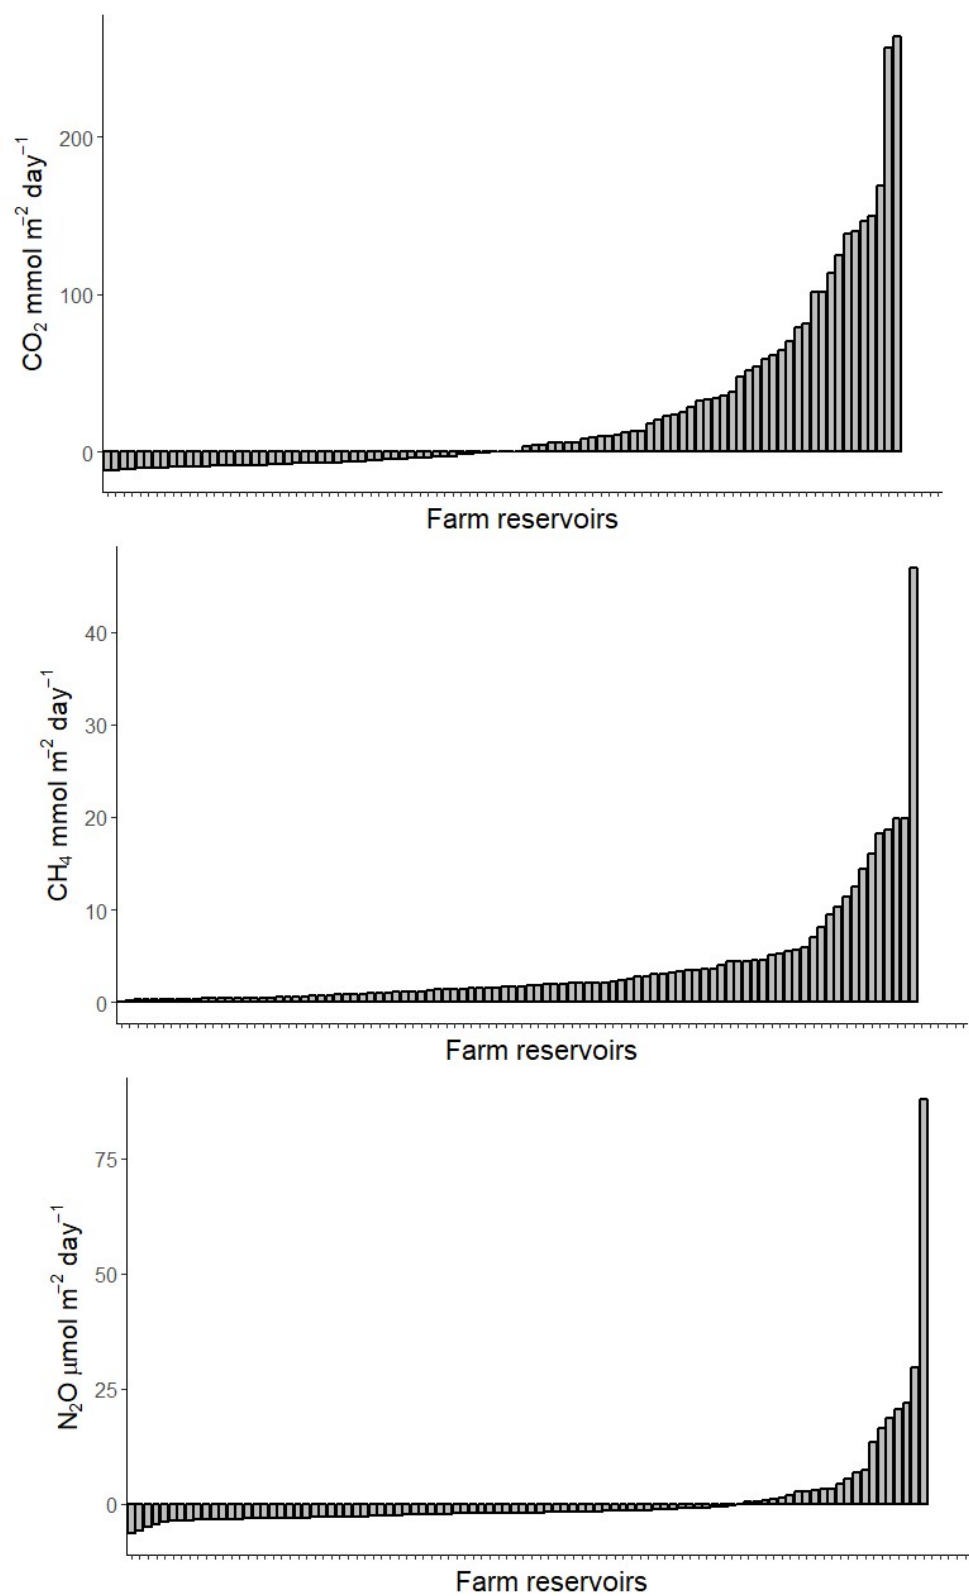 CO₂ mmol m⁻² day⁻¹
200
100
0
Farm reservoirs
CH₄ mmol m⁻² day⁻¹
40
30
20
10
0
Farm reservoirs
N₂O μmol m⁻² day⁻¹
75
50
25
0
Farm reservoirs